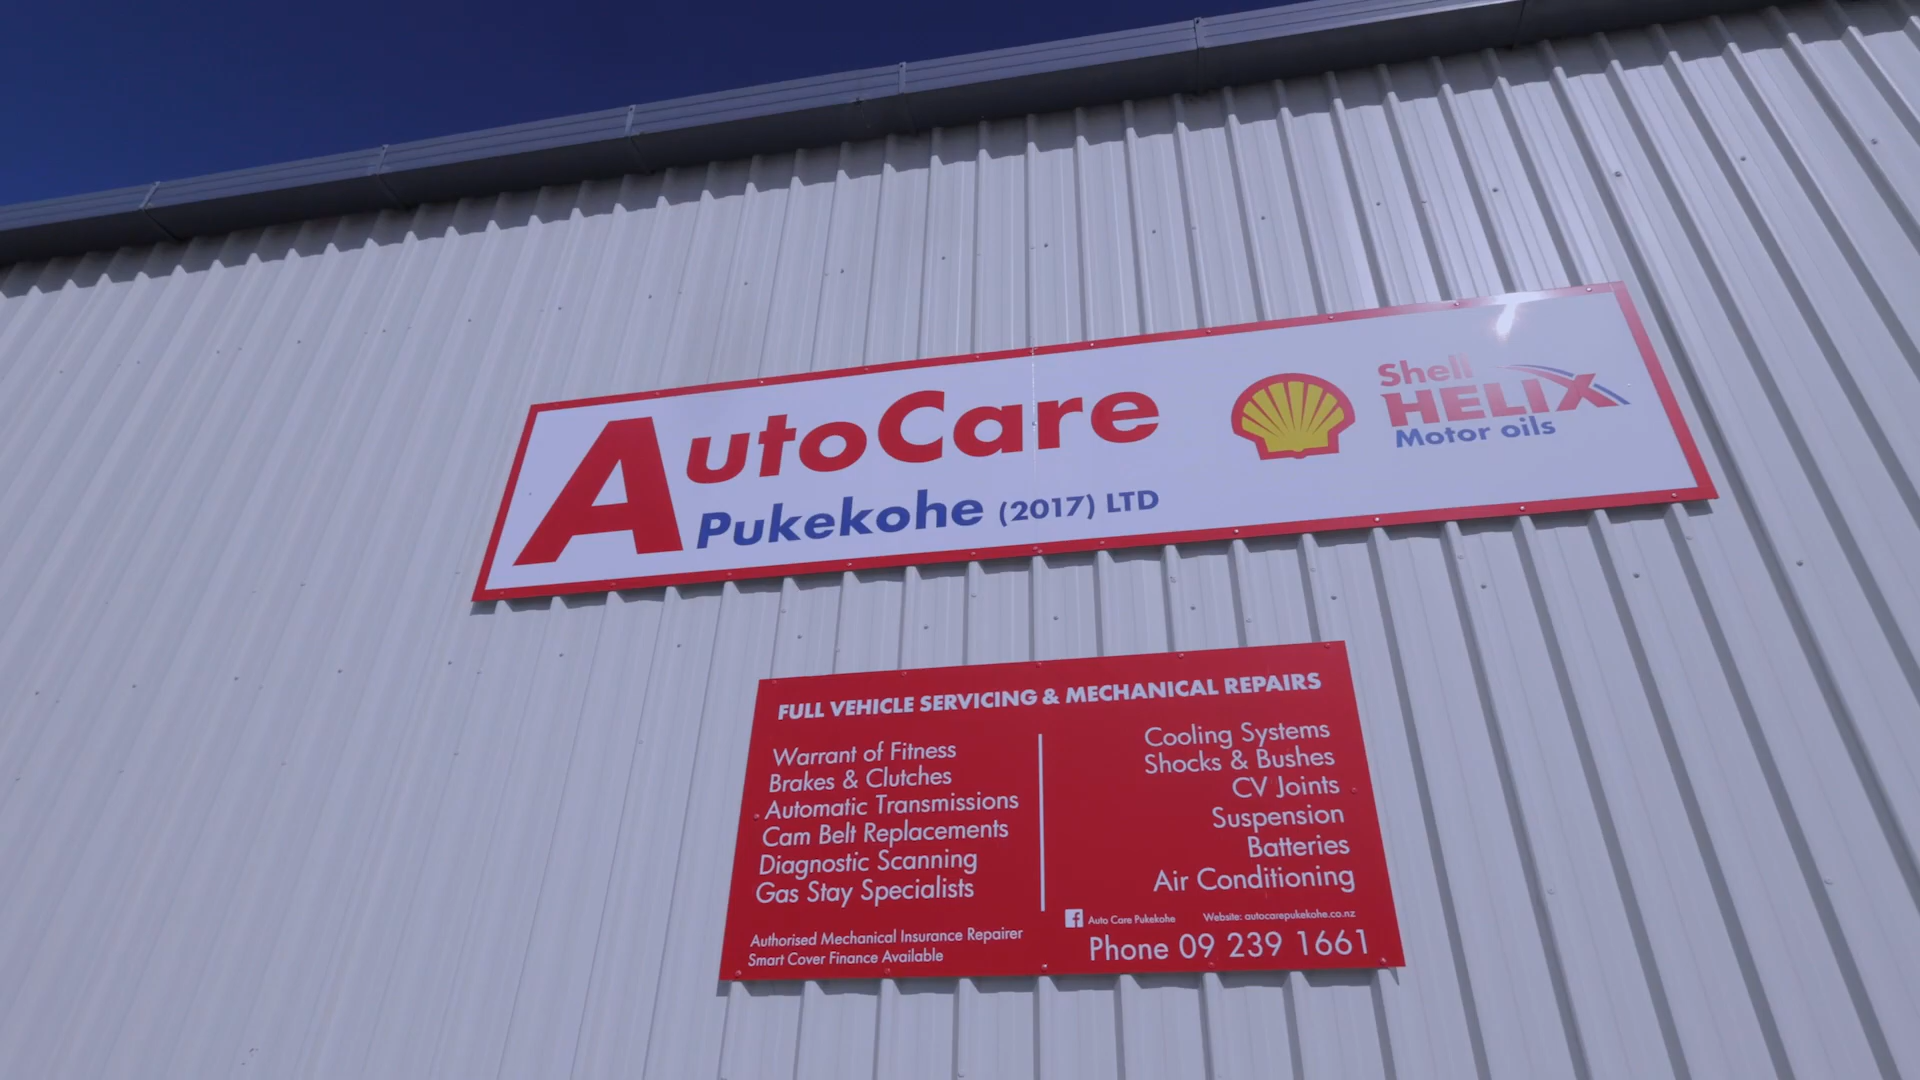 AutoCare
Pukekohe (2017) LTD
Shell
HELIX
Motor oils
FULL VEHICLE SERVICING & MECHANICAL REPAIRS
Warrant of Fitness
Brakes & Clutches
Automatic Transmissions
Cam Belt Replacements
Diagnostic Scanning
Gas Stay Specialists
Authorised Mechanical Insurance Repairer
Smart Cover Finance Available
Cooling Systems
Shocks & Bushes
CV Joints
Suspension
Batteries
Air Conditioning
f Auto Care Pukekohe Website: autocarepukekohe.co.nz
Phone 09 239 1661